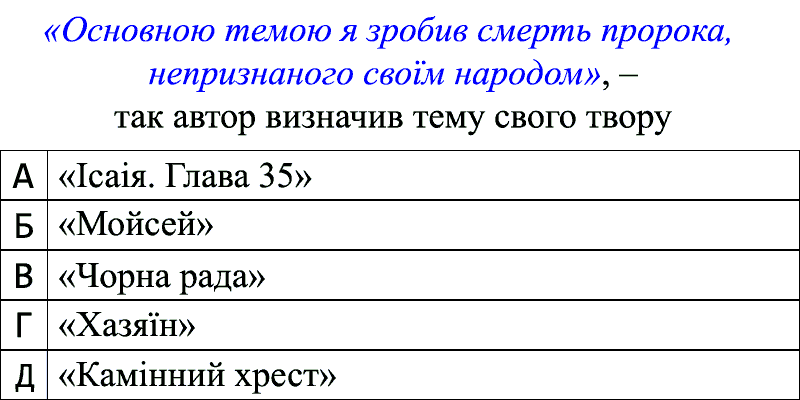 «Основною темою я зробив смерть пророка,
непризнаного своїм народом», –
так автор визначив тему свого твору
А «Ісаія. Глава 35»
Б «Мойсей»
В «Чорна рада»
Г «Хазяїн»
Д «Камінний хрест»